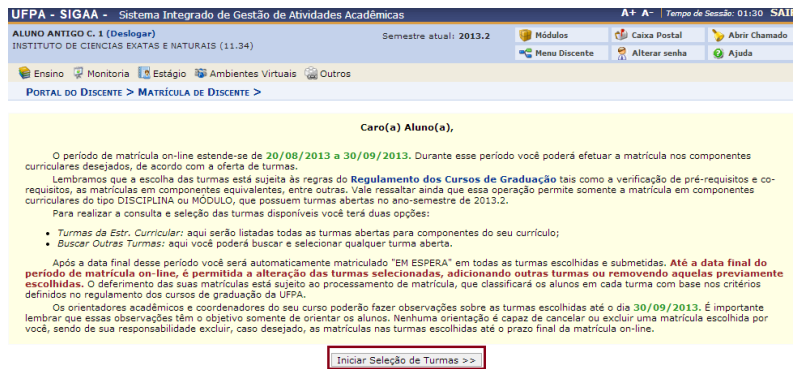 UFPA - SIGAA - Sistema Integrado de Gestão de Atividades Acadêmicas A+ A- Tempo de Sessão: 01:30 SAIR
ALUNO ANTIGO C. 1 (Deslogar) Semestre atual: 2013.2 Módulos Caixa Postal Abrir Chamado
INSTITUTO DE CIENCIAS EXATAS E NATURAIS (11.34) Menu Discente Alterar senha Ajuda
Ensino Monitoria Estágio Ambientes Virtuais Outros
PORTAL DO DISCENTE > MATRÍCULA DE DISCENTE >
Caro(a) Aluno(a),
O período de matrícula on-line estende-se de 20/08/2013 a 30/09/2013. Durante esse período você poderá efetuar a matrícula nos componentes
curriculares desejados, de acordo com a oferta de turmas.
Lembramos que a escolha das turmas está sujeita às regras do Regulamento dos Cursos de Graduação tais como a verificação de pré-requisitos e co-
requisitos, as matrículas em componentes equivalentes, entre outras. Vale ressaltar ainda que essa operação permite somente a matrícula em componentes
curriculares do tipo DISCIPLINA ou MÓDULO, que possuem turmas abertas no ano-semestre de 2013.2.
Para realizar a consulta e seleção das turmas disponíveis você terá duas opções:
• Turmas da Estr. Curricular: aqui serão listadas todas as turmas abertas para componentes do seu currículo;
• Buscar Outras Turmas: aqui você poderá buscar e selecionar qualquer turma aberta.
Após a data final desse período você será automaticamente matriculado "EM ESPERA" em todas as turmas escolhidas e submetidas. Até a data final do
período de matrícula on-line, é permitida a alteração das turmas selecionadas, adicionando outras turmas ou removendo aquelas previamente
escolhidas. O deferimento das suas matrículas está sujeito ao processamento de matrícula, que classificará os alunos em cada turma com base nos critérios
definidos no regulamento dos cursos de graduação da UFPA.
Os orientadores acadêmicos e coordenadores do seu curso poderão fazer observações sobre as turmas escolhidas até o dia 30/09/2013. É importante
lembrar que essas observações têm o objetivo somente de orientar os alunos. Nenhuma orientação é capaz de cancelar ou excluir uma matrícula escolhida por
você, sendo de sua responsabilidade excluir, caso desejado, as matrículas nas turmas escolhidas até o prazo final da matrícula on-line.
Iniciar Seleção de Turmas >>